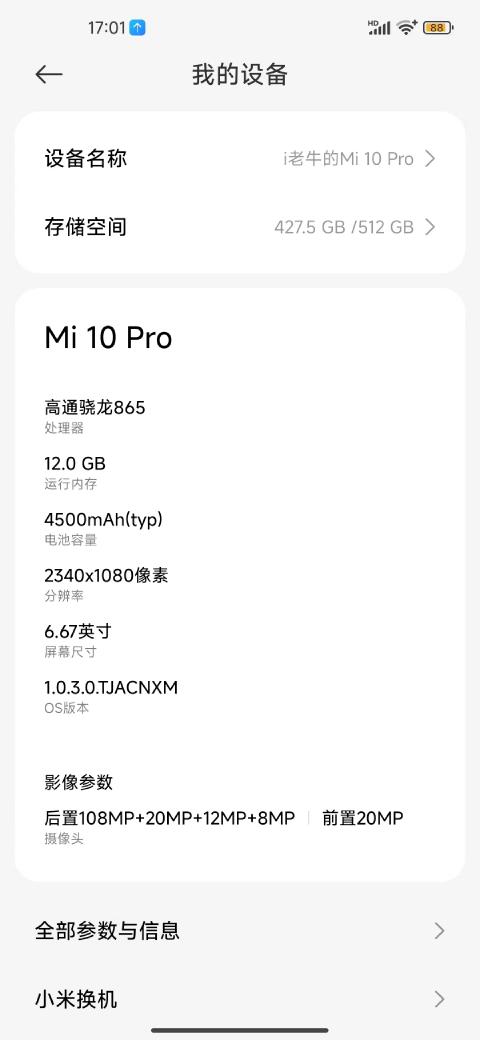 17:01 HD 88
我的设备
设备名称 i老牛的Mi 10 Pro
存储空间 427.5 GB /512 GB
Mi 10 Pro
高通骁龙865
处理器
12.0 GB
运行内存
4500mAh(typ)
电池容量
2340x1080像素
分辨率
6.67英寸
屏幕尺寸
1.0.3.0.TJACNXM
OS版本
影像参数
后置108MP+20MP+12MP+8MP | 前置20MP
摄像头
全部参数与信息
小米换机